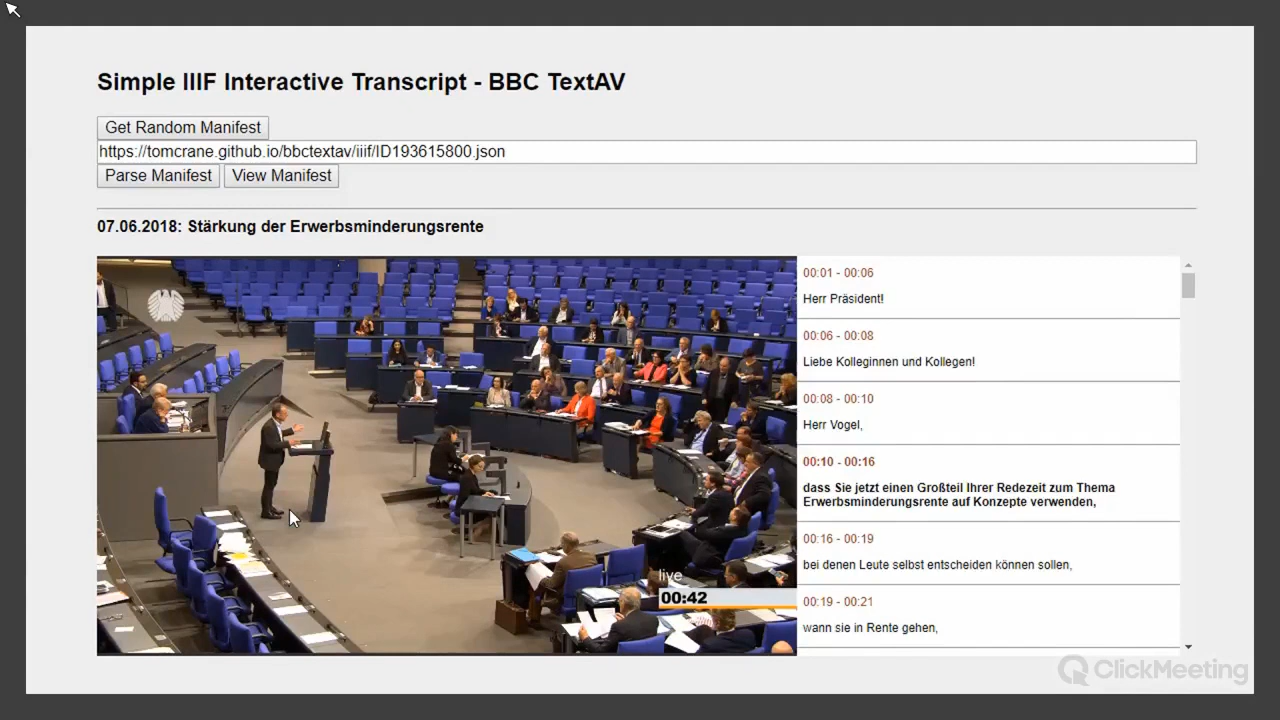 Simple IIIF Interactive Transcript - BBC TextAV
Get Random Manifest
https://tomcrane.github.io/bbctextav/iiif/ID193615800.json
Parse Manifest View Manifest
07.06.2018: Stärkung der Erwerbsminderungsrente
00:01 - 00:06
Herr Präsident!
00:06 - 00:08
Liebe Kolleginnen und Kollegen!
00:08 - 00:10
Herr Vogel,
00:10 - 00:16
dass Sie jetzt einen Großteil Ihrer Redezeit zum Thema
Erwerbsminderungsrente auf Konzepte verwenden,
00:16 - 00:19
bei denen Leute selbst entscheiden können sollen,
00:19 - 00:21
wann sie in Rente gehen,
live
00:42
ClickMeeting